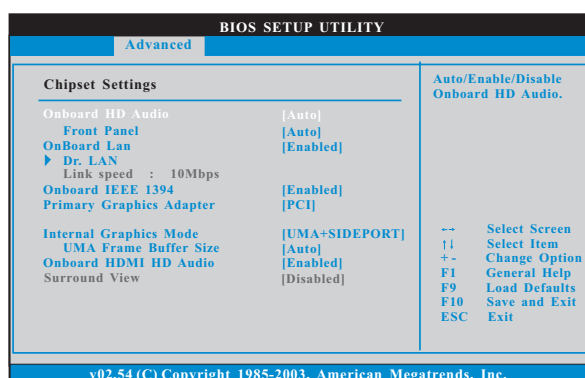 BIOS SETUP UTILITY
Advanced
Chipset Settings
Onboard HD Audio [Auto]
Front Panel [Auto]
OnBoard Lan [Enabled]
Dr. LAN
Link speed : 10Mbps
Onboard IEEE 1394 [Enabled]
Primary Graphics Adapter [PCI]
Internal Graphics Mode [UMA+SIDEPORT]
UMA Frame Buffer Size [Auto]
Onboard HDMI HD Audio [Enabled]
Surround View [Disabled]
Auto/Enable/Disable
Onboard HD Audio.
←→ Select Screen
↑↓ Select Item
+- Change Option
F1 General Help
F9 Load Defaults
F10 Save and Exit
ESC Exit
v02.54 (C) Copyright 1985-2003, American Megatrends, Inc.